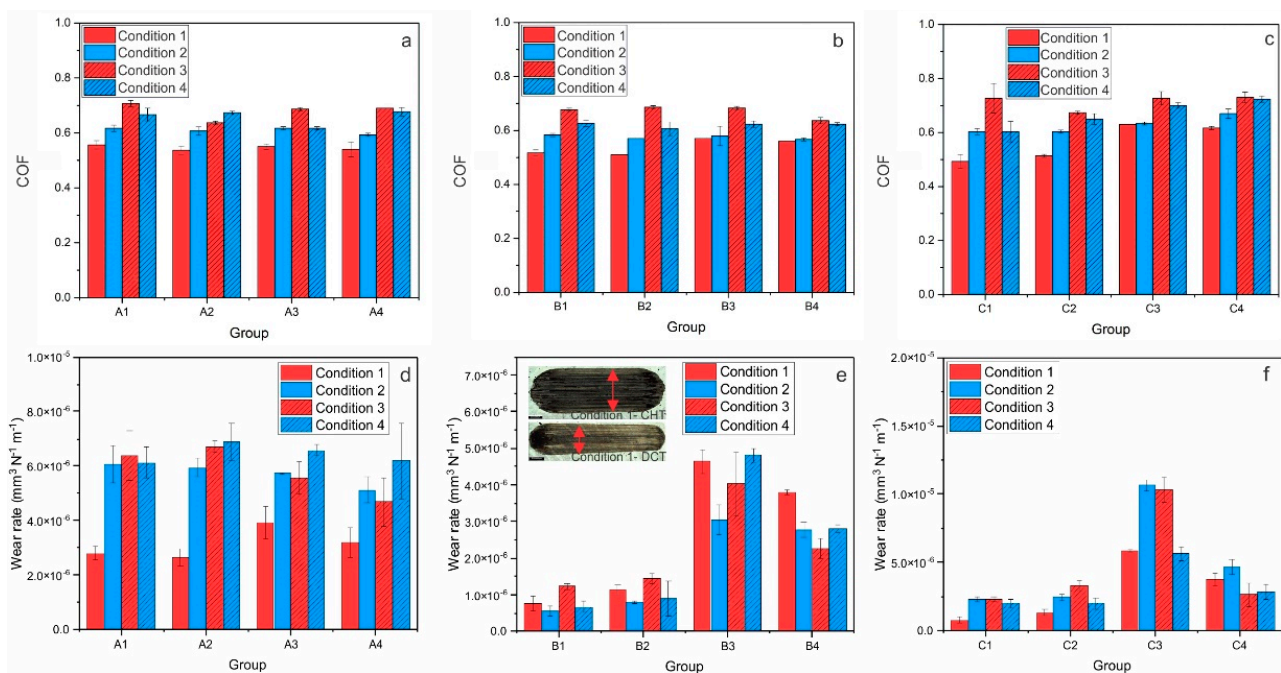 a
Condition 1
Condition 2
Condition 3
Condition 4
1.0
0.8
0.6
0.4
0.2
0.0
COF
A1 A2 A3 A4
Group
b
Condition 1
Condition 2
Condition 3
Condition 4
1.0
0.8
0.6
0.4
0.2
0.0
COF
B1 B2 B3 B4
Group
c
Condition 1
Condition 2
Condition 3
Condition 4
1.0
0.8
0.6
0.4
0.2
0.0
COF
C1 C2 C3 C4
Group
d
Condition 1
Condition 2
Condition 3
Condition 4
1.0×10⁻⁵
8.0×10⁻⁶
6.0×10⁻⁶
4.0×10⁻⁶
2.0×10⁻⁶
0.0
Wear rate (mm³ N⁻¹ m⁻¹)
A1 A2 A3 A4
Group
e
Condition 1
Condition 2
Condition 3
Condition 4
Condition 1- CHT
Condition 1- DCT
7.0×10⁻⁶
6.0×10⁻⁶
5.0×10⁻⁶
4.0×10⁻⁶
3.0×10⁻⁶
2.0×10⁻⁶
1.0×10⁻⁶
0.0
Wear rate (mm³ N⁻¹ m⁻¹)
B1 B2 B3 B4
Group
f
Condition 1
Condition 2
Condition 3
Condition 4
2.0×10⁻⁵
1.5×10⁻⁵
1.0×10⁻⁵
5.0×10⁻⁶
0.0
Wear rate (mm³ N⁻¹ m⁻¹)
C1 C2 C3 C4
Group